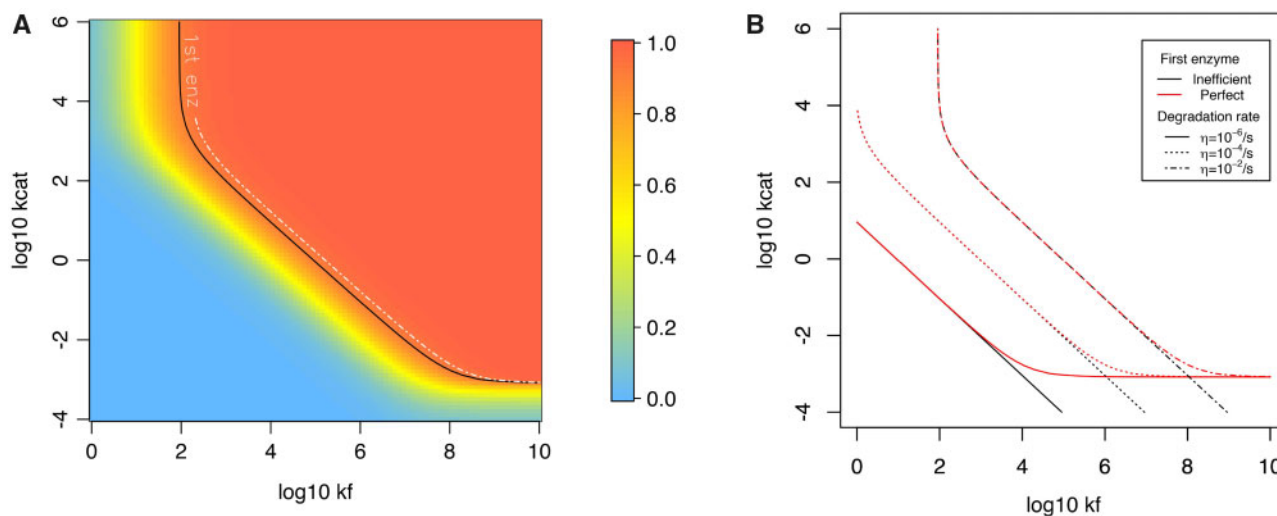 A
6
4
2
0
-2
-4
log10 kcat
0
2
4
6
8
10
log10 kf
1st enz
1.0
0.8
0.6
0.4
0.2
0.0
B
6
4
2
0
-2
-4
log10 kcat
0
2
4
6
8
10
log10 kf
First enzyme
Inefficient
Perfect
Degradation rate
η=10⁻⁶/s
η=10⁻⁴/s
η=10⁻²/s